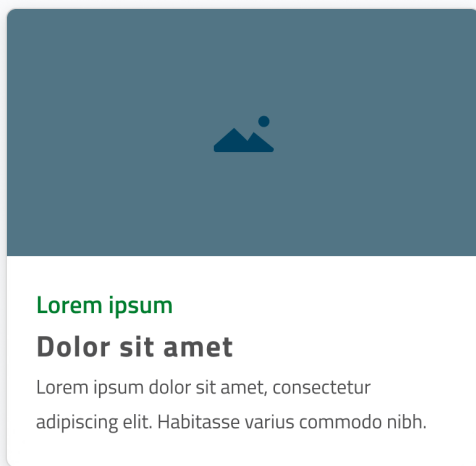 Lorem ipsum
Dolor sit amet
Lorem ipsum dolor sit amet, consectetur
adipiscing elit. Habitasse varius commodo nibh.